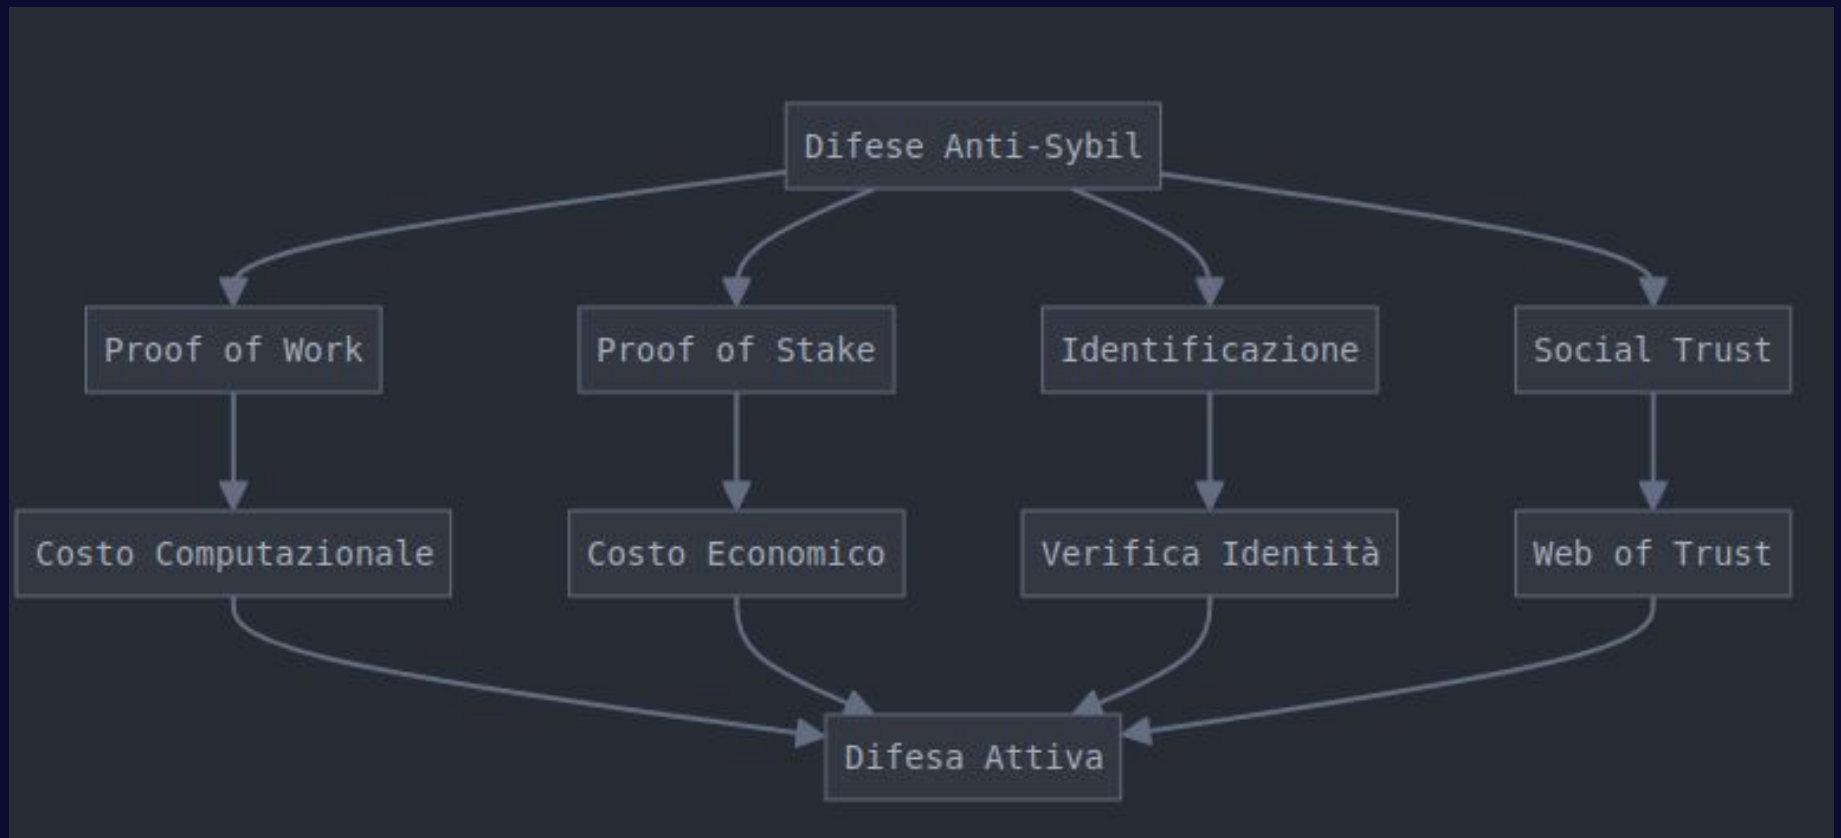 Difese Anti-Sybil
Proof of Work
Proof of Stake
Identificazione
Social Trust
Costo Computazionale
Costo Economico
Verifica Identità
Web of Trust
Difesa Attiva